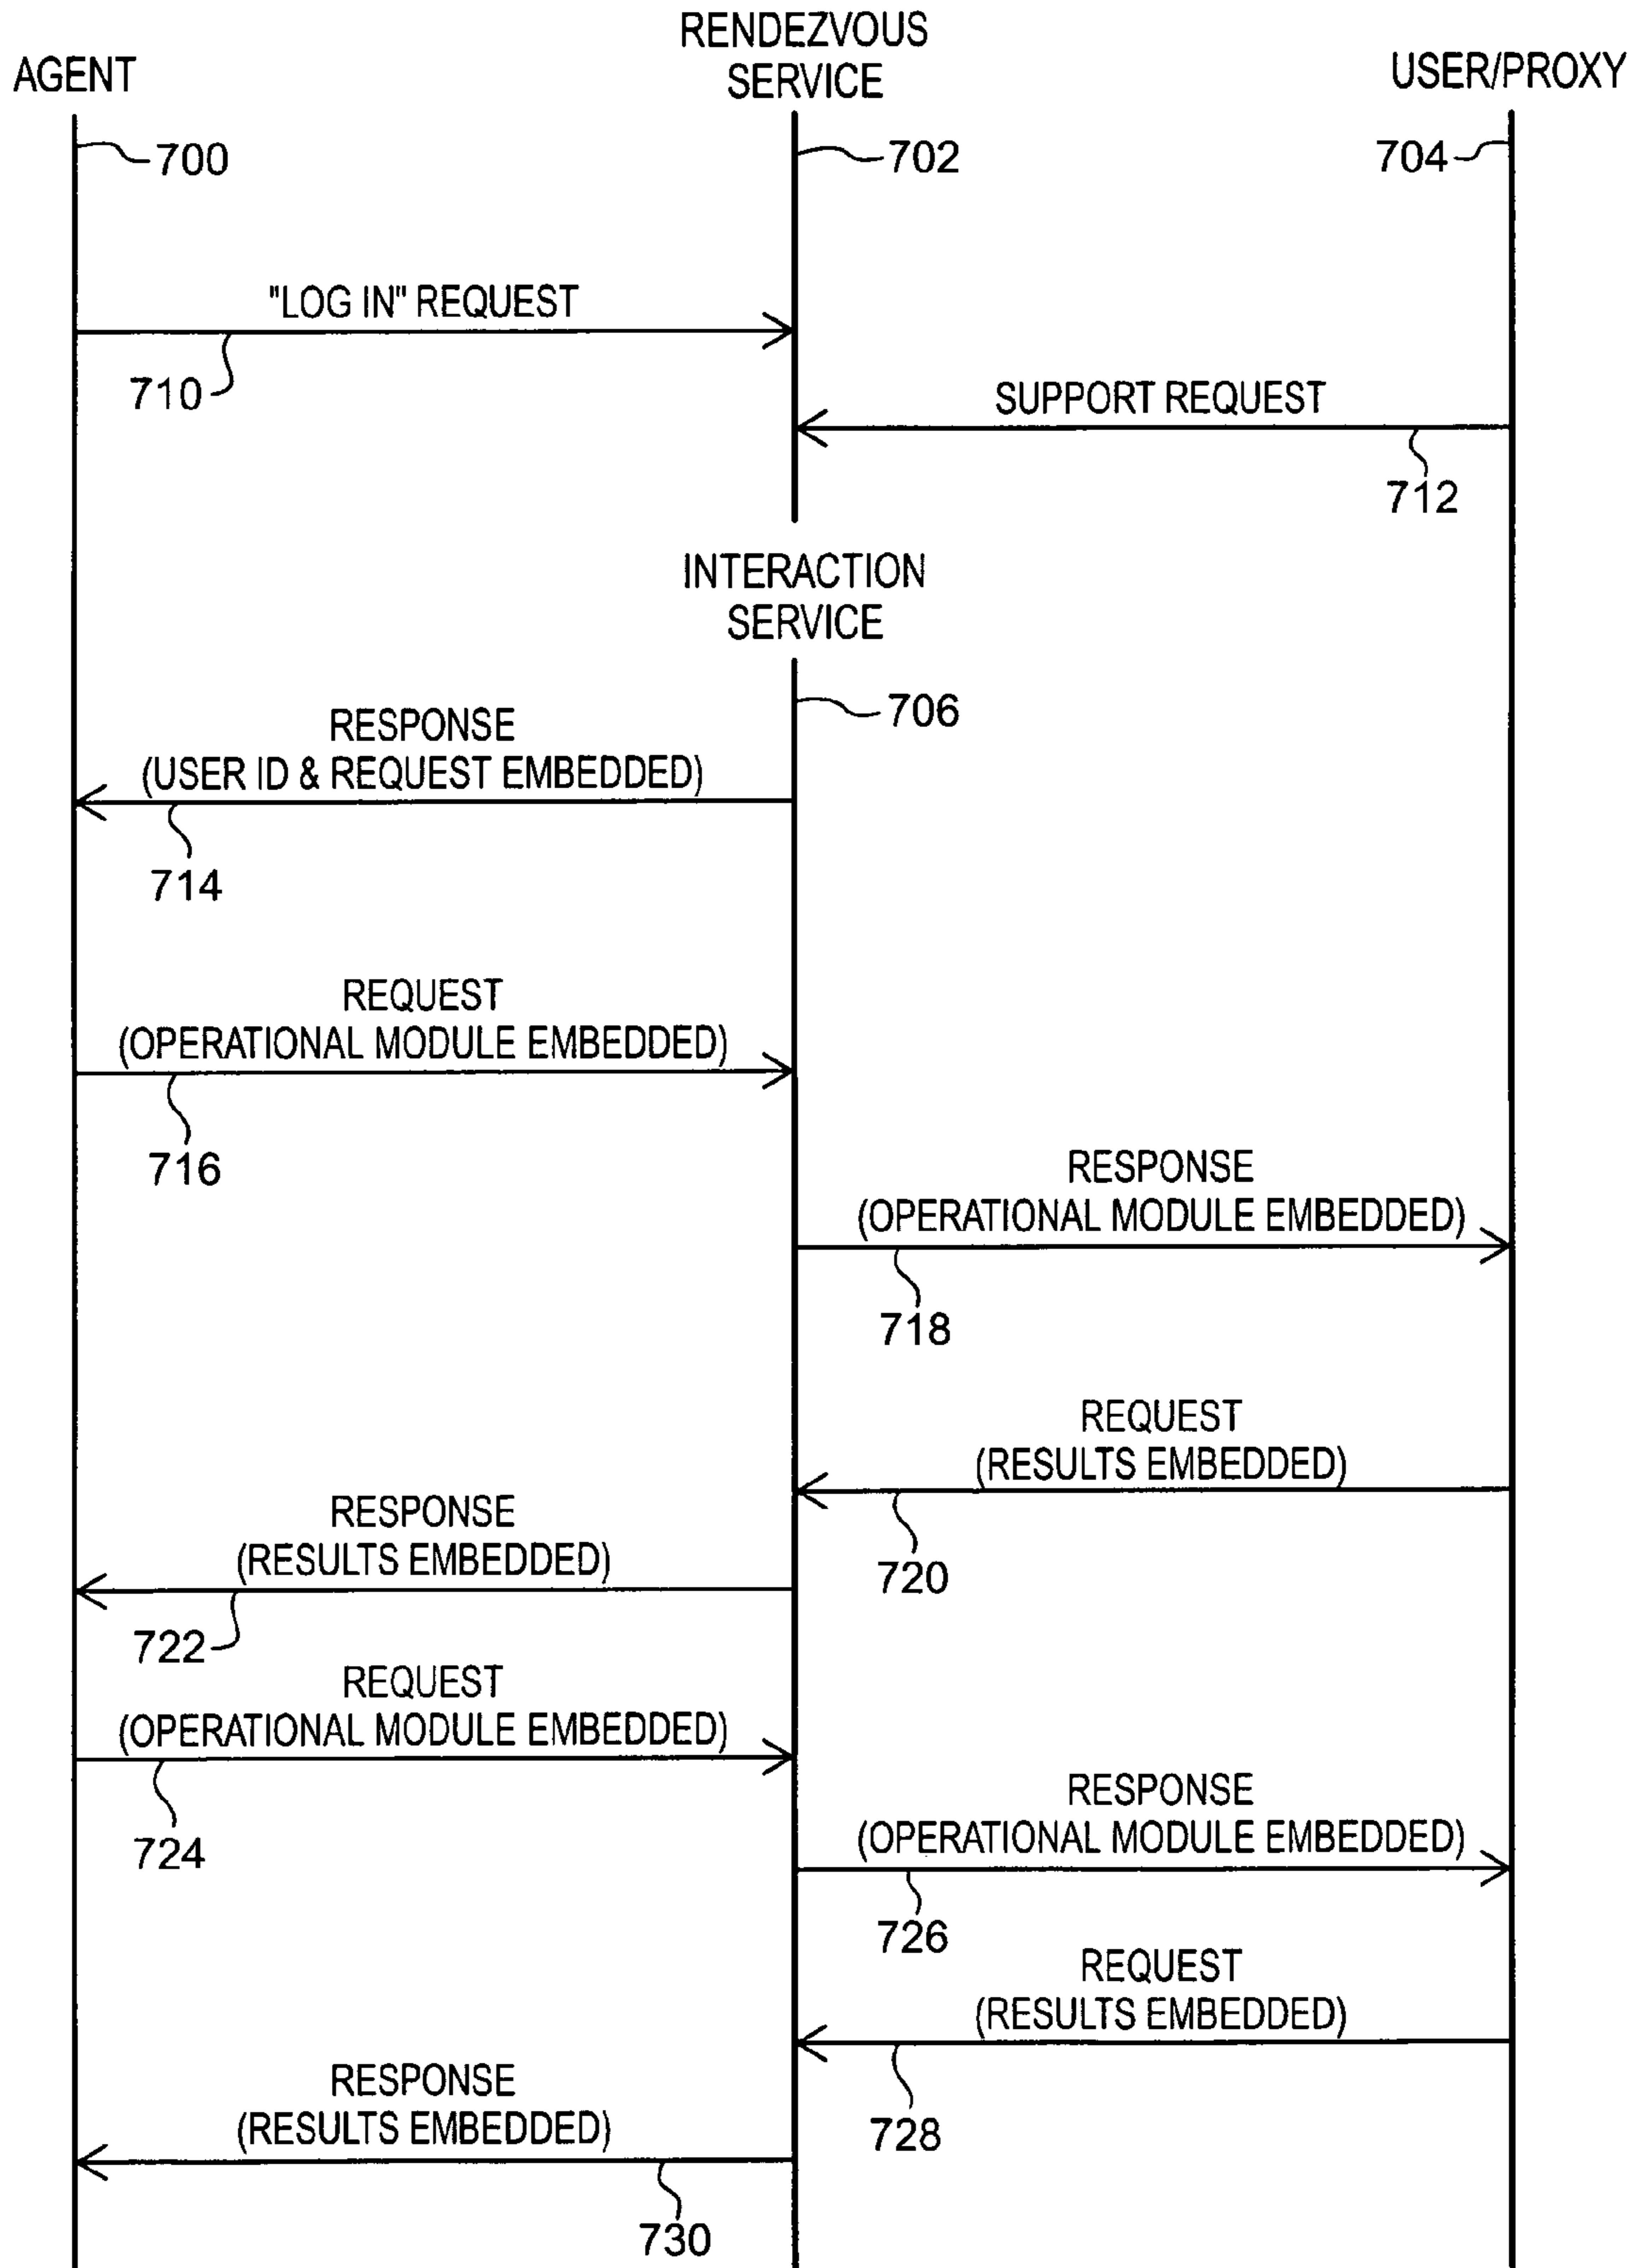 RENDEZVOUS
SERVICE
AGENT
USER/PROXY
700
702
704
"LOG IN" REQUEST
710
SUPPORT REQUEST
712
INTERACTION
SERVICE
706
RESPONSE
(USER ID & REQUEST EMBEDDED)
714
REQUEST
(OPERATIONAL MODULE EMBEDDED)
716
RESPONSE
(OPERATIONAL MODULE EMBEDDED)
718
REQUEST
(RESULTS EMBEDDED)
720
RESPONSE
(RESULTS EMBEDDED)
722
REQUEST
(OPERATIONAL MODULE EMBEDDED)
724
RESPONSE
(OPERATIONAL MODULE EMBEDDED)
726
REQUEST
(RESULTS EMBEDDED)
728
RESPONSE
(RESULTS EMBEDDED)
730